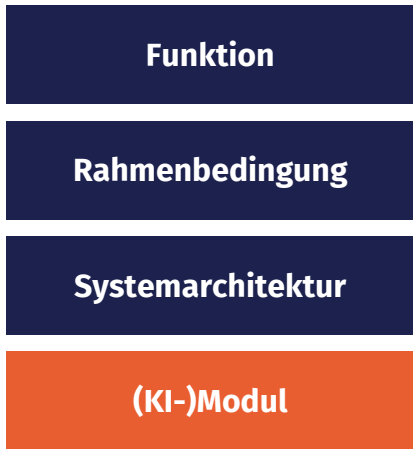 Funktion
Rahmenbedingung
Systemarchitektur
(KI-)Modul